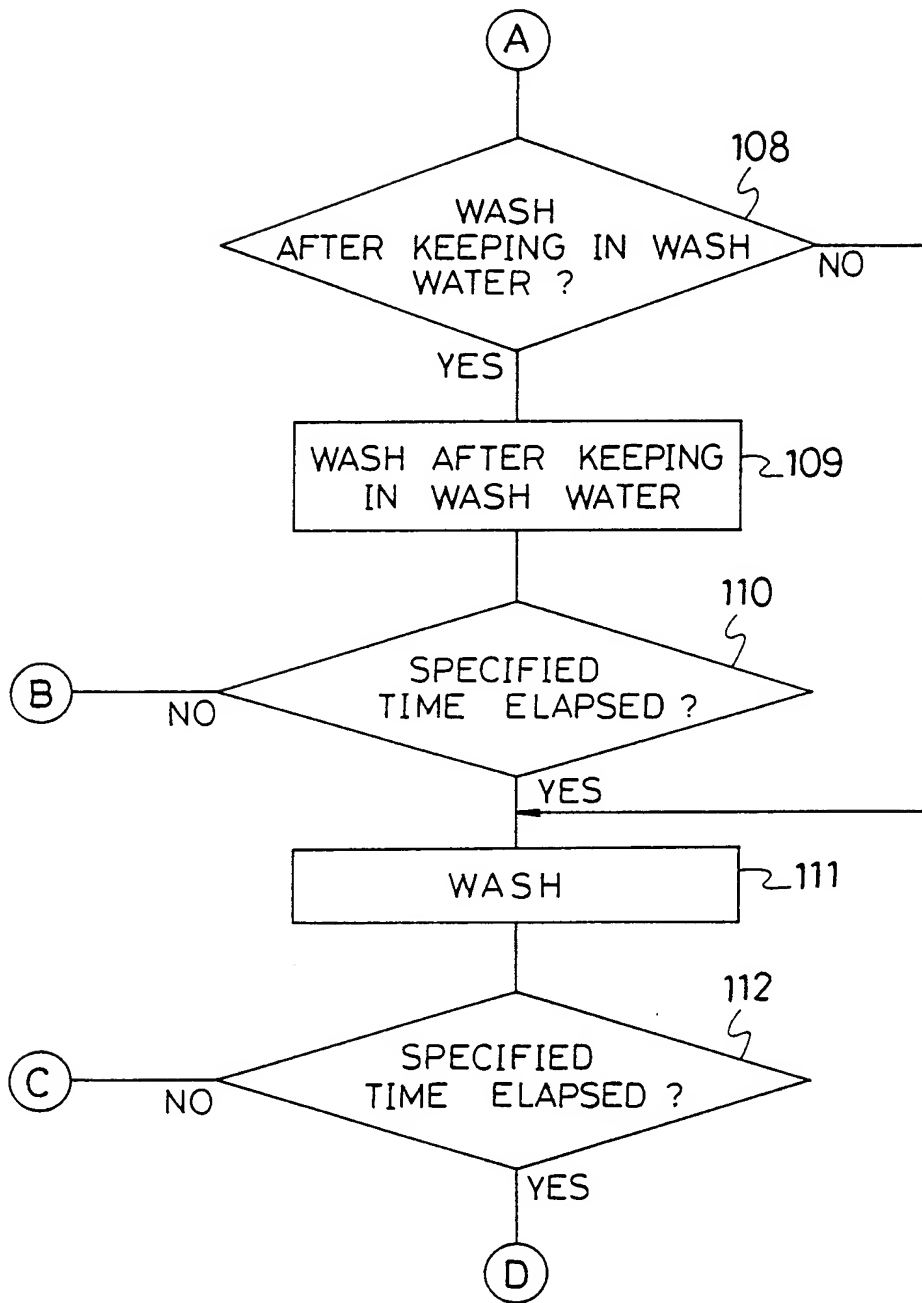 A
108
WASH
AFTER KEEPING IN WASH
WATER ?
NO
YES
WASH AFTER KEEPING
IN WASH WATER
109
110
SPECIFIED
TIME ELAPSED ?
B
NO
YES
WASH
111
112
SPECIFIED
TIME ELAPSED ?
C
NO
YES
D